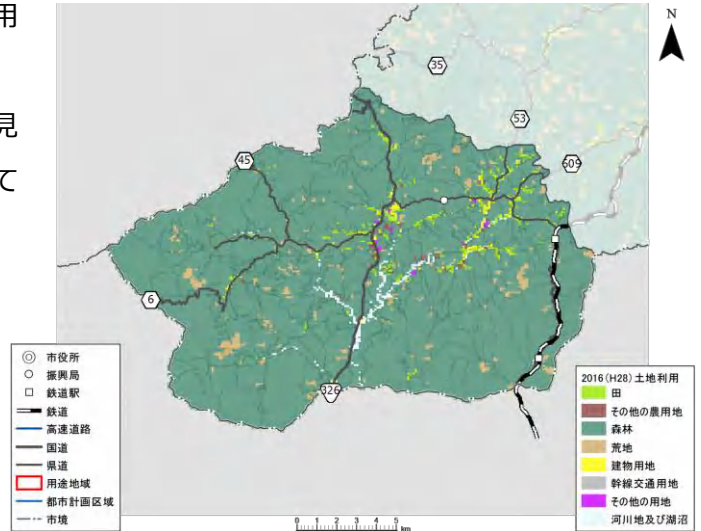 用
見
て
N
35
53
609
45
6
326
市役所
振興局
鉄道駅
鉄道
高速道路
国道
県道
用途地域
都市計画区域
市境
2016(H28)土地利用
田
その他の農用地
森林
荒地
建物用地
幹線交通用地
その他の用地
河川地及び湖沼
0 1 2 3 4 5
km